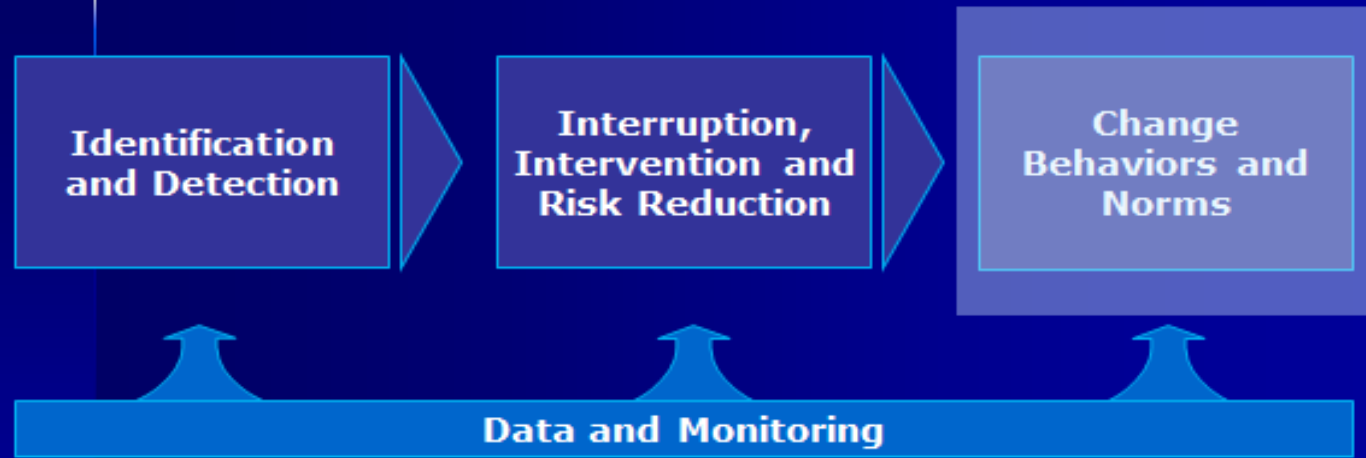 Identification
and Detection
Interruption,
Intervention and
Risk Reduction
Change
Behaviors and
Norms
Data and Monitoring